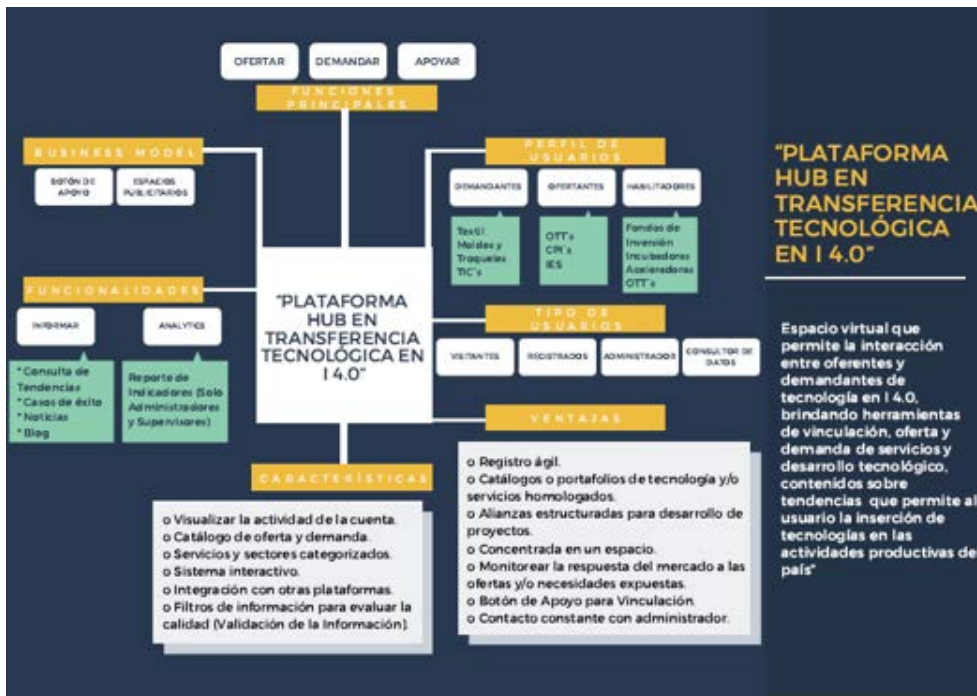 OFERTAR
DEMANDAR
APOYAR
FUNCIONES
PRINCIPALES
BUSINESS MODEL
BOTÓN DE
APOYO
ESPACIOS
PUBLICITARIOS
PERFIL DE
USUARIOS
DEMANDANTES
OFERTANTES
HABILITADORES
Textil
Moldes y
Troqueles
TIC´s
OTT´s
CPI´s
IES
Fondos de
Inversión
Incubadoras
Aceleradoras
OTT´s
FUNCIONALIDADES
INFORMAR
ANALYTICS
* Consulta de
Tendencias
* Casos de éxito
* Noticias
* Blog
Reporte de
Indicadores (Solo
Administradores
y Supervisores)
"PLATAFORMA
HUB EN
TRANSFERENCIA
TECNOLÓGICA EN
I 4.0"
TIPO DE
USUARIOS
VISITANTES
REGISTRADOS
ADMINISTRADOR
CONSULTOR DE
DATOS
VENTAJAS
o Registro ágil.
o Catálogos o portafolios de tecnología y/o
servicios homologados.
o Alianzas estructuradas para desarrollo de
proyectos.
o Concentrada en un espacio.
o Monitorear la respuesta del mercado a las
ofertas y/o necesidades expuestas.
o Botón de Apoyo para Vinculación.
o Contacto constante con administrador.
CARACTERÍSTICAS
o Visualizar la actividad de la cuenta.
o Catálogo de oferta y demanda.
o Servicios y sectores categorizados.
o Sistema interactivo.
o Integración con otras plataformas.
o Filtros de información para evaluar la
calidad (Validación de la Información).
"PLATAFORMA
HUB EN
TRANSFERENCIA
TECNOLÓGICA
EN I 4.0"
Espacio virtual que
permite la interacción
entre oferentes y
demandantes de
tecnología en I 4.0,
brindando herramientas
de vinculación, oferta y
demanda de servicios y
desarrollo tecnológico,
contenidos sobre
tendencias que permite al
usuario la inserción de
tecnologías en las
actividades productivas de
país"